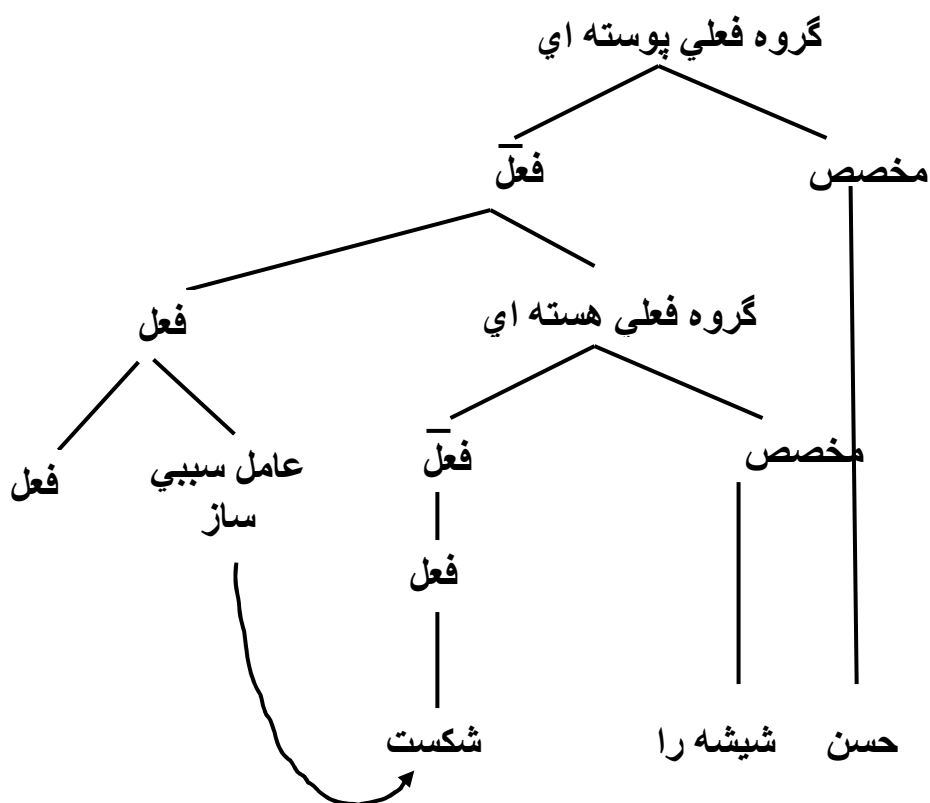 گروه فعلي پوسته اي
مخصص
فعل̄
گروه فعلي هسته اي
فعل
مخصص
فعل̄
عامل سببي
ساز
فعل
فعل
حسن
شيشه را
شكست